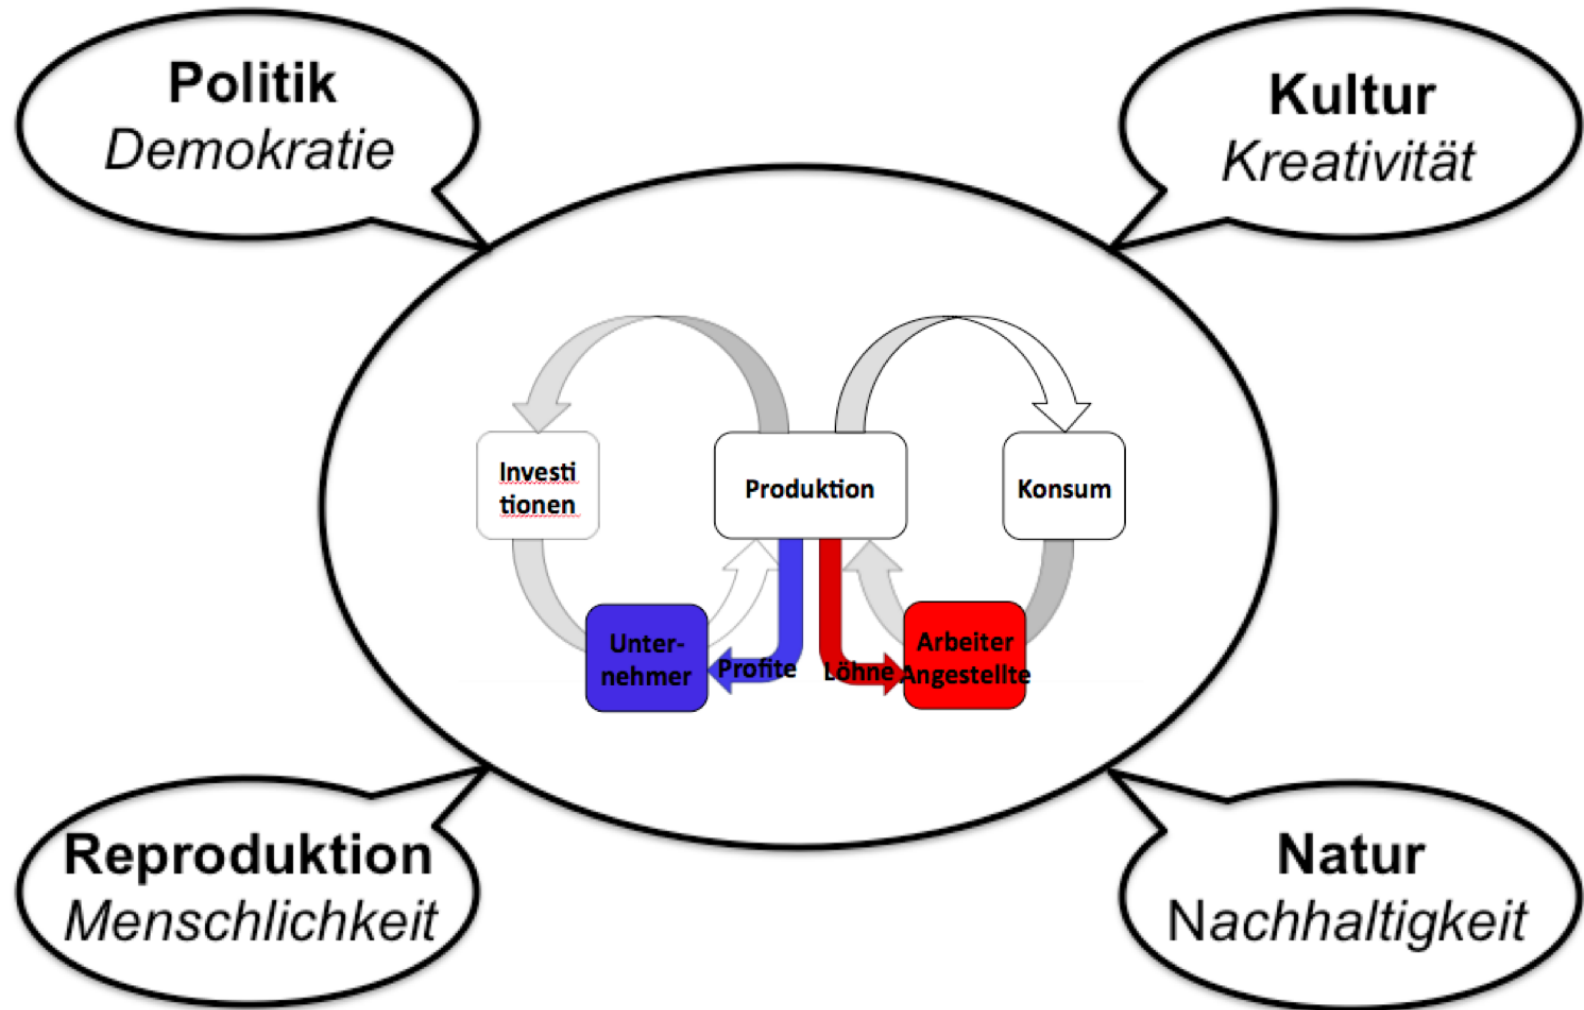 Politik
Demokratie
Kultur
Kreativität
Investi
tionen
Produktion
Konsum
Unter-
nehmer
Profite
Löhne
Arbeiter
Angestellte
Reproduktion
Menschlichkeit
Natur
Nachhaltigkeit